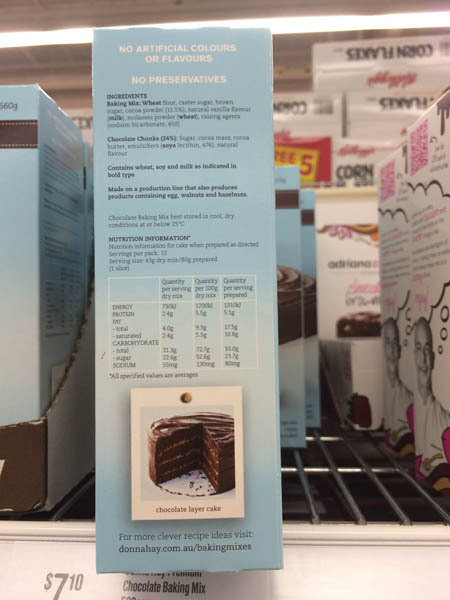 NO ARTIFICIAL COLOURS
OR FLAVOURS
NO PRESERVATIVES
INGREDIENTS
Baking Mix: Wheat flour, caster sugar, brown
sugar, cocoa powder (11.5%), natural vanilla flavour
(milk), molasses powder (wheat), raising agents
(sodium bicarbonate, 450)
Chocolate Chunks (24%): Sugar, cocoa mass, cocoa
butter, emulsifiers (soya lecithin, 476), natural
flavour
Contains wheat, soy and milk as indicated in
bold type
Made on a production line that also produces
products containing egg, walnuts and hazelnuts.
Chocolate Baking Mix best stored in cool, dry
conditions at or below 25°C
NUTRITION INFORMATION*
Nutrition information for cake when prepared as directed
Servings per pack: 12
Serving size: 43g dry mix/80g prepared
(1 slice)
Quantity Quantity Quantity
per serving per 100g per serving
dry mix dry mix prepared
ENERGY 730kJ 1700kJ 1310kJ
PROTEIN 2.4g 5.5g 5.1g
FAT
- total 4.0g 9.3g 17.5g
- saturated 2.4g 5.5g 10.8g
CARBOHYDRATE
- total 31.3g 72.7g 33.0g
- sugar 22.6g 52.6g 23.7g
SODIUM 55mg 130mg 80mg
*All specified values are averages
chocolate layer cake
For more clever recipe ideas visit:
donnahay.com.au/bakingmixes
560g
CORN FLAKES
Kellogg's
5
CORN
adriano
$7.10
Chocolate Baking Mix